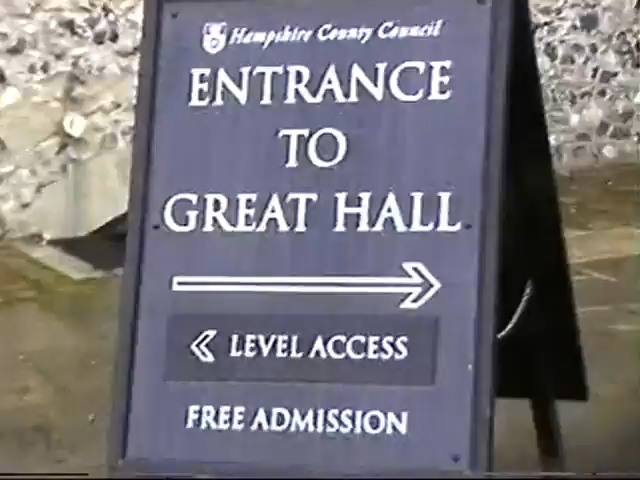 Hampshire County Council
ENTRANCE
TO
GREAT HALL
LEVEL ACCESS
FREE ADMISSION